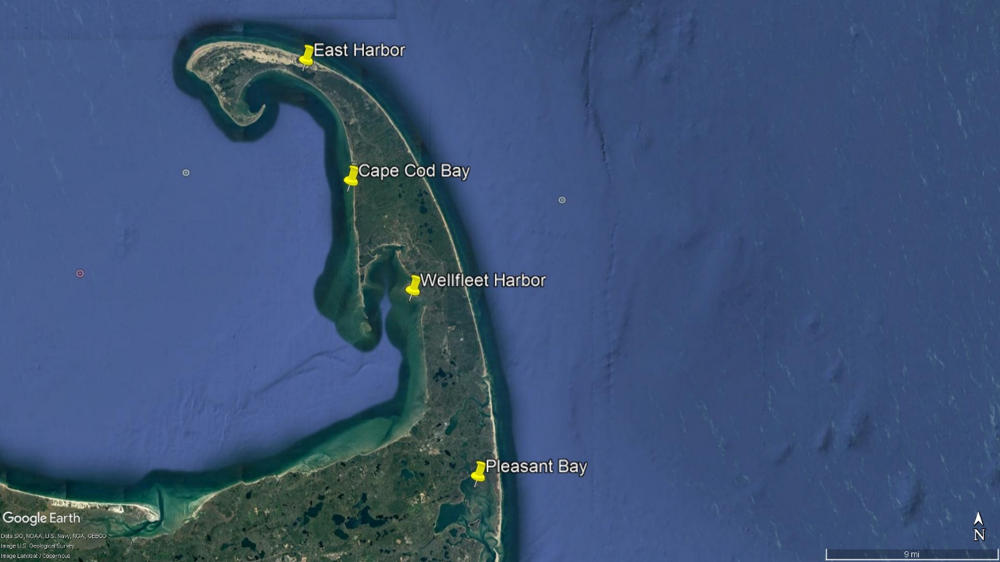 East Harbor
Cape Cod Bay
Wellfleet Harbor
Pleasant Bay
Google Earth
Data SIO, NOAA, U.S. Navy, NGA, GEBCO
Image U.S. Geological Survey
Image Landsat / Copernicus
N
9 mi